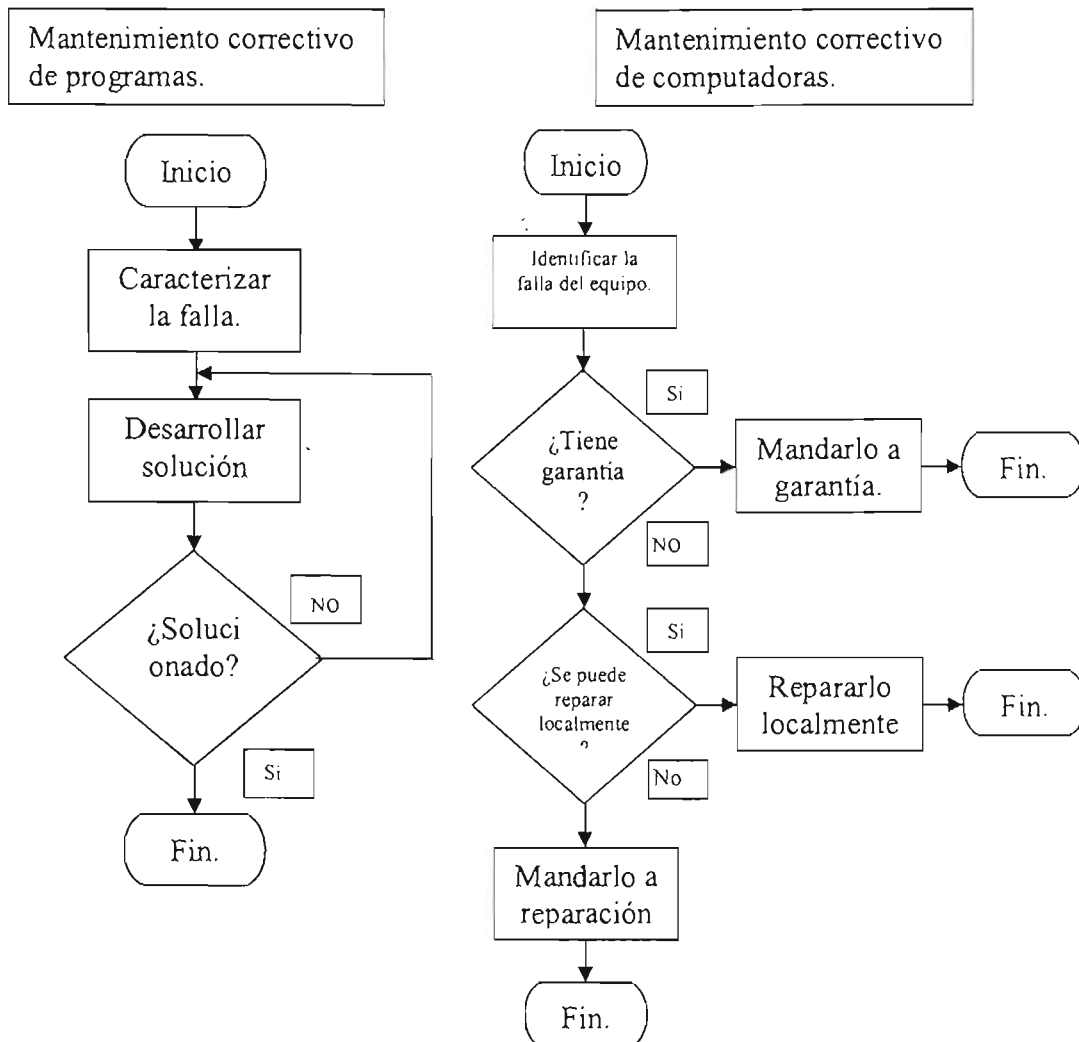 Mantenimiento correctivo
de programas.
Inicio
Caracterizar
la falla.
Desarrollar
solución
¿Soluci
onado?
NO
Si
Fin.
Mantenimiento correctivo
de computadoras.
Inicio
Identificar la
falla del equipo.
¿Tiene
garantía
?
Si
Mandarlo a
garantía.
Fin.
NO
¿Se puede
reparar
localmente
?
Si
Repararlo
localmente
Fin.
No
Mandarlo a
reparación
Fin.